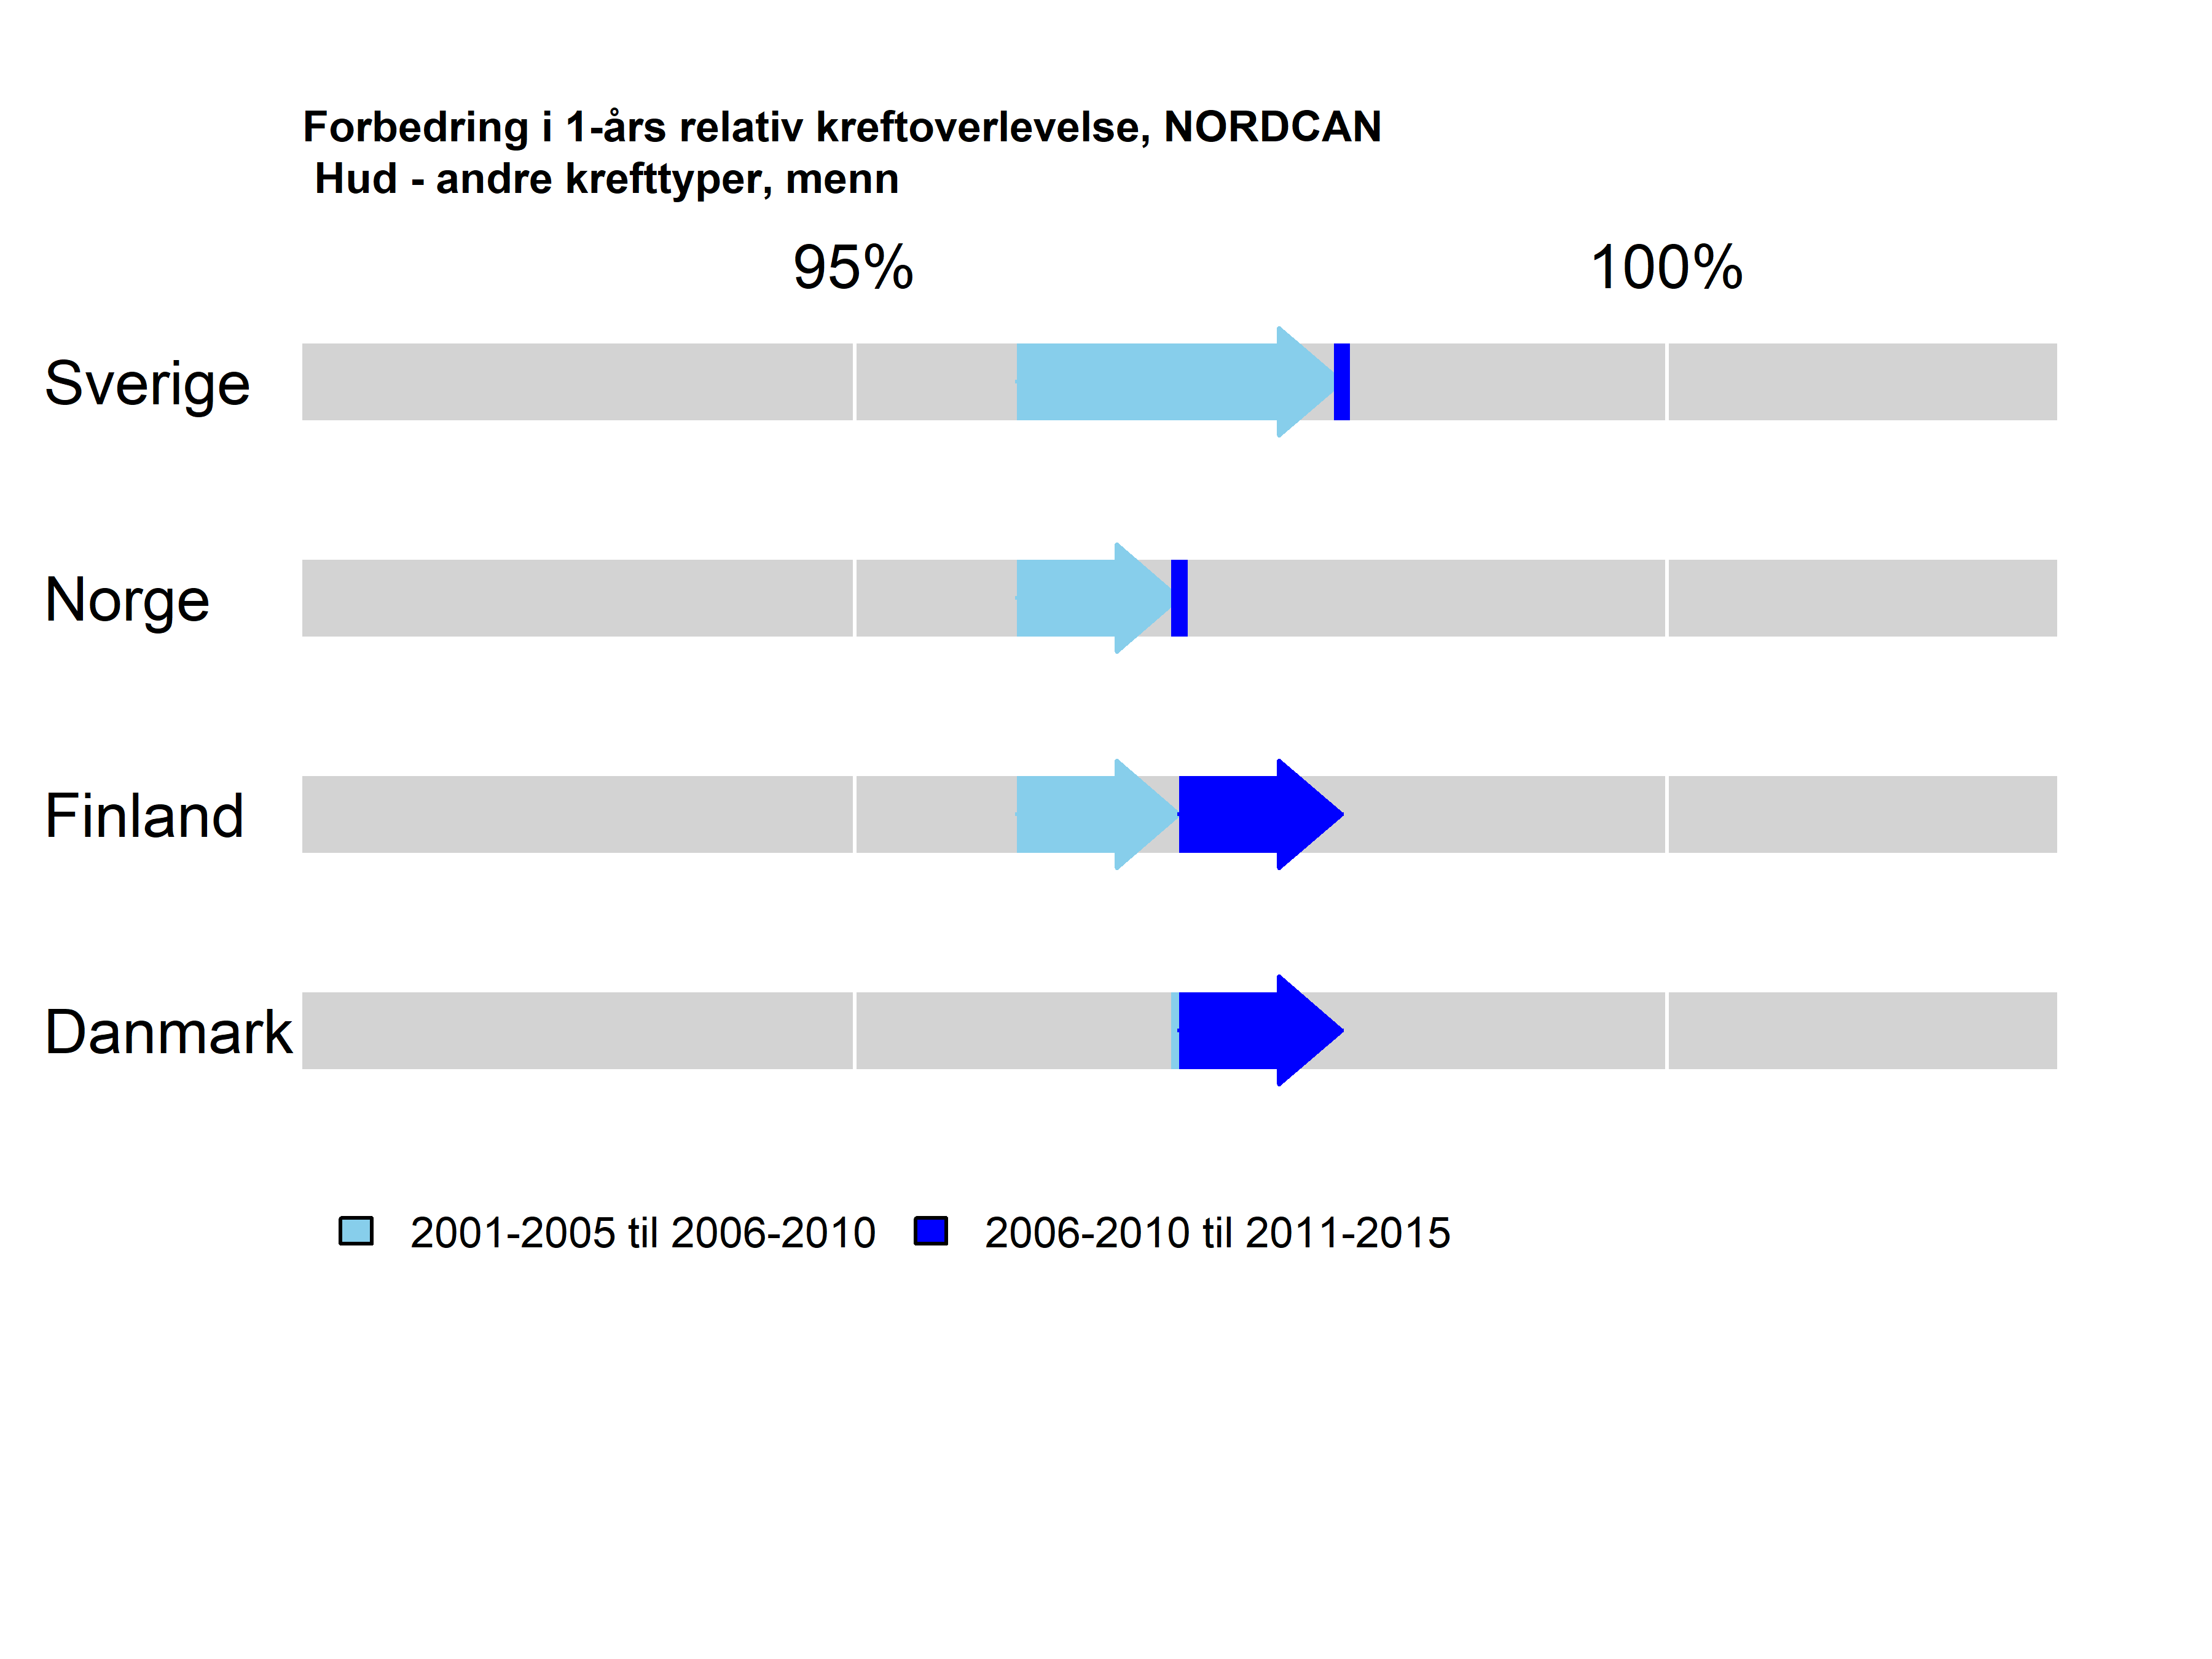 Forbedring i 1-års relativ kreftoverlevelse, NORDCAN
Hud - andre krefttyper, menn
95% 100%
Sverige
Norge
Finland
Danmark
2001-2005 til 2006-2010 2006-2010 til 2011-2015